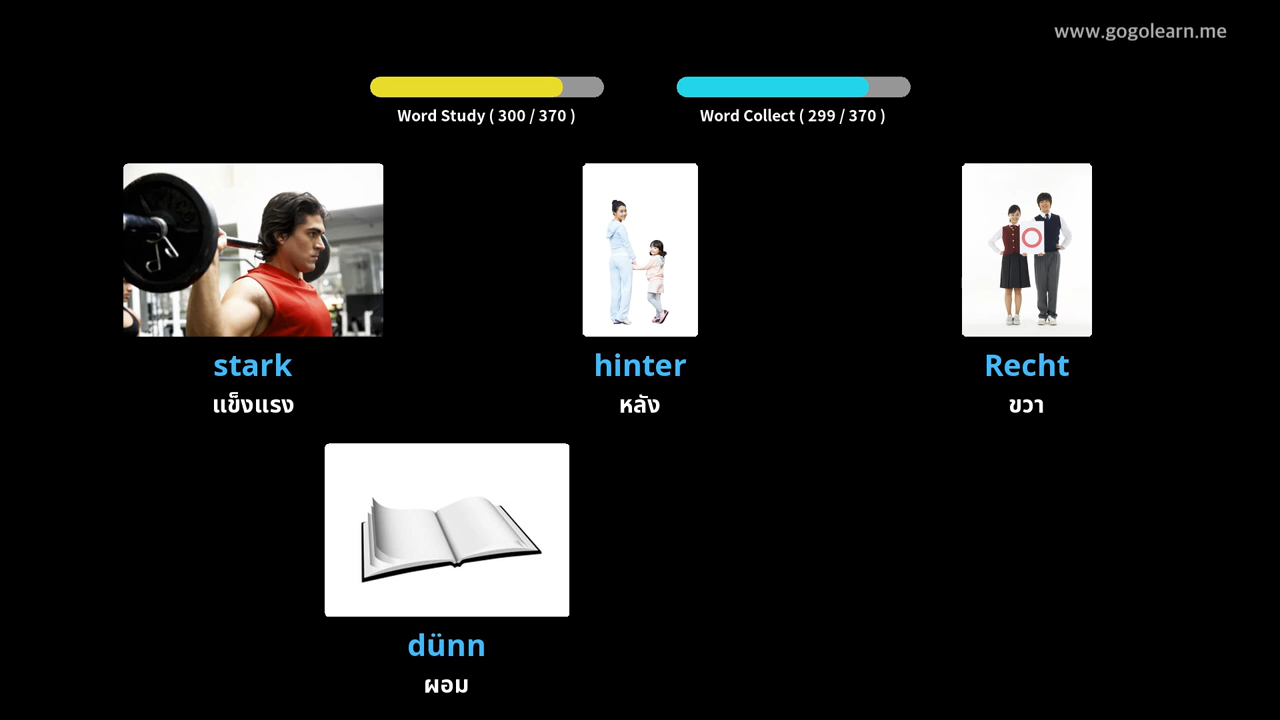 www.gogolearn.me
Word Study ( 300 / 370 )
Word Collect ( 299 / 370 )
stark
แข็งแรง
hinter
หลัง
Recht
ขวา
dünn
ผอม